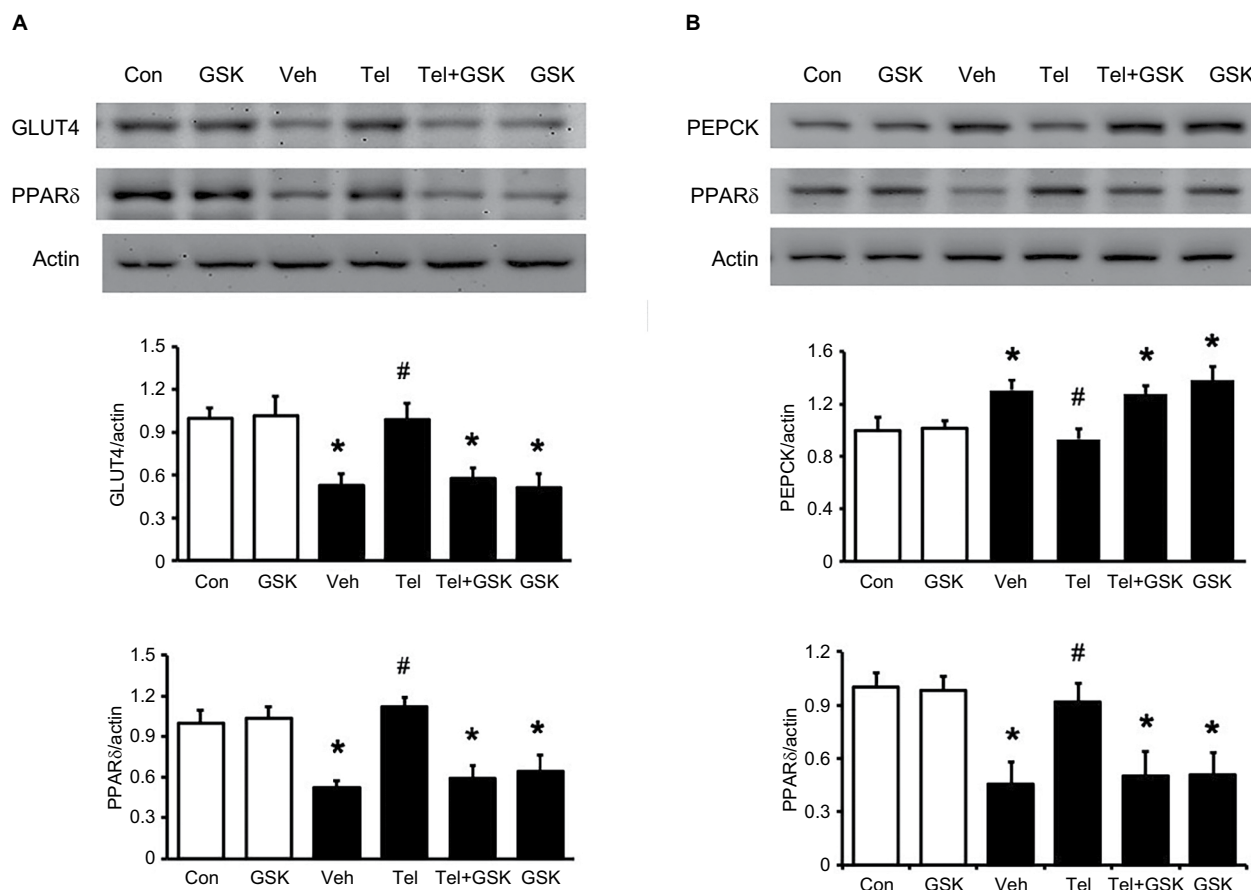 A
Con GSK Veh Tel Tel+GSK GSK
GLUT4
PPARδ
Actin
1.5
1.2
0.9
0.6
0.3
0
GLUT4/actin
* # * *
Con GSK Veh Tel Tel+GSK GSK
1.5
1.2
0.9
0.6
0.3
0
PPARδ/actin
* # * *
Con GSK Veh Tel Tel+GSK GSK
B
Con GSK Veh Tel Tel+GSK GSK
PEPCK
PPARδ
Actin
1.6
1.2
0.8
0.4
0
PEPCK/actin
* # * *
Con GSK Veh Tel Tel+GSK GSK
1.2
0.9
0.6
0.3
0
PPARδ/actin
* # * *
Con GSK Veh Tel Tel+GSK GSK